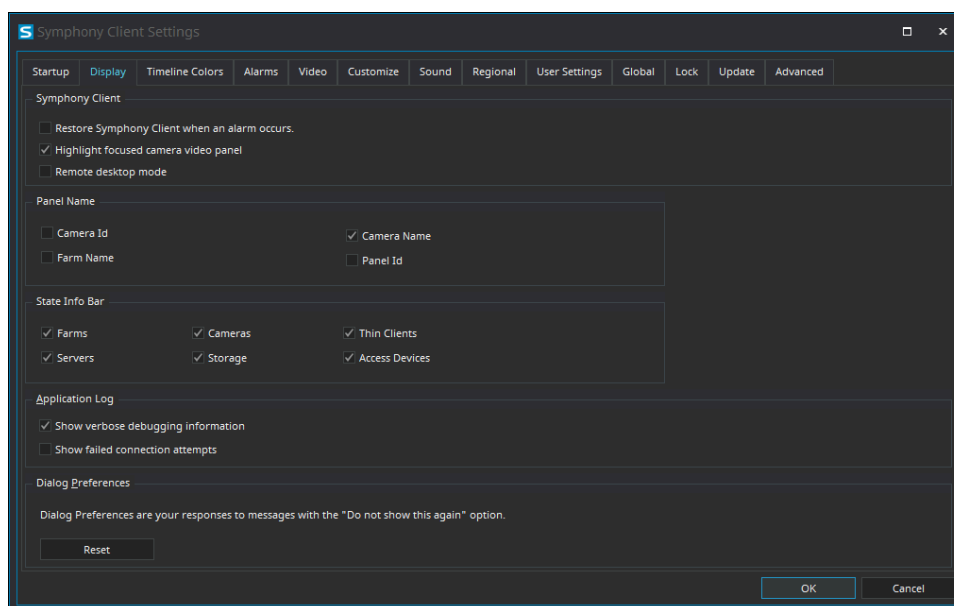 S Symphony Client Settings
Startup Display Timeline Colors Alarms Video Customize Sound Regional User Settings Global Lock Update Advanced
Symphony Client
Restore Symphony Client when an alarm occurs.
Highlight focused camera video panel
Remote desktop mode
Panel Name
Camera Id Camera Name
Farm Name Panel Id
State Info Bar
Farms Cameras Thin Clients
Servers Storage Access Devices
Application Log
Show verbose debugging information
Show failed connection attempts
Dialog Preferences
Dialog Preferences are your responses to messages with the "Do not show this again" option.
Reset
OK Cancel